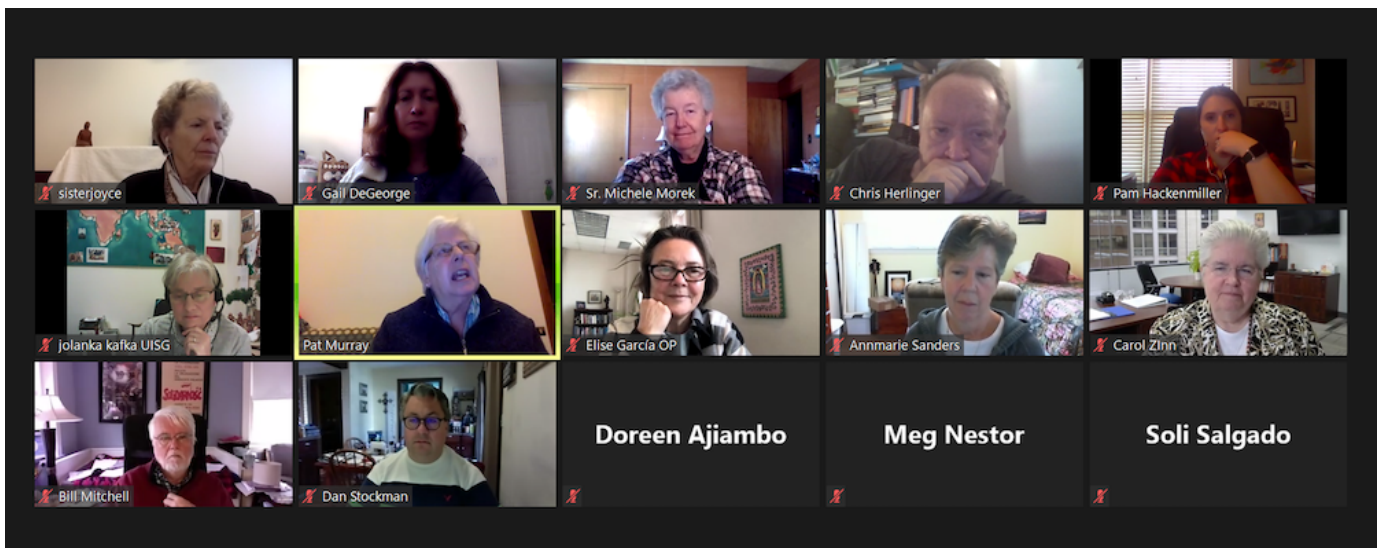 sisterjoyce
Gail DeGeorge
Sr. Michele Morek
Chris Herlinger
Pam Hackenmiller
jolanka kafka UISG
Pat Murray
Elise García OP
Annmarie Sanders
Carol ZInn
SOLIDARNOŚĆ
Bill Mitchell
Dan Stockman
Doreen Ajiambo
Meg Nestor
Soli Salgado